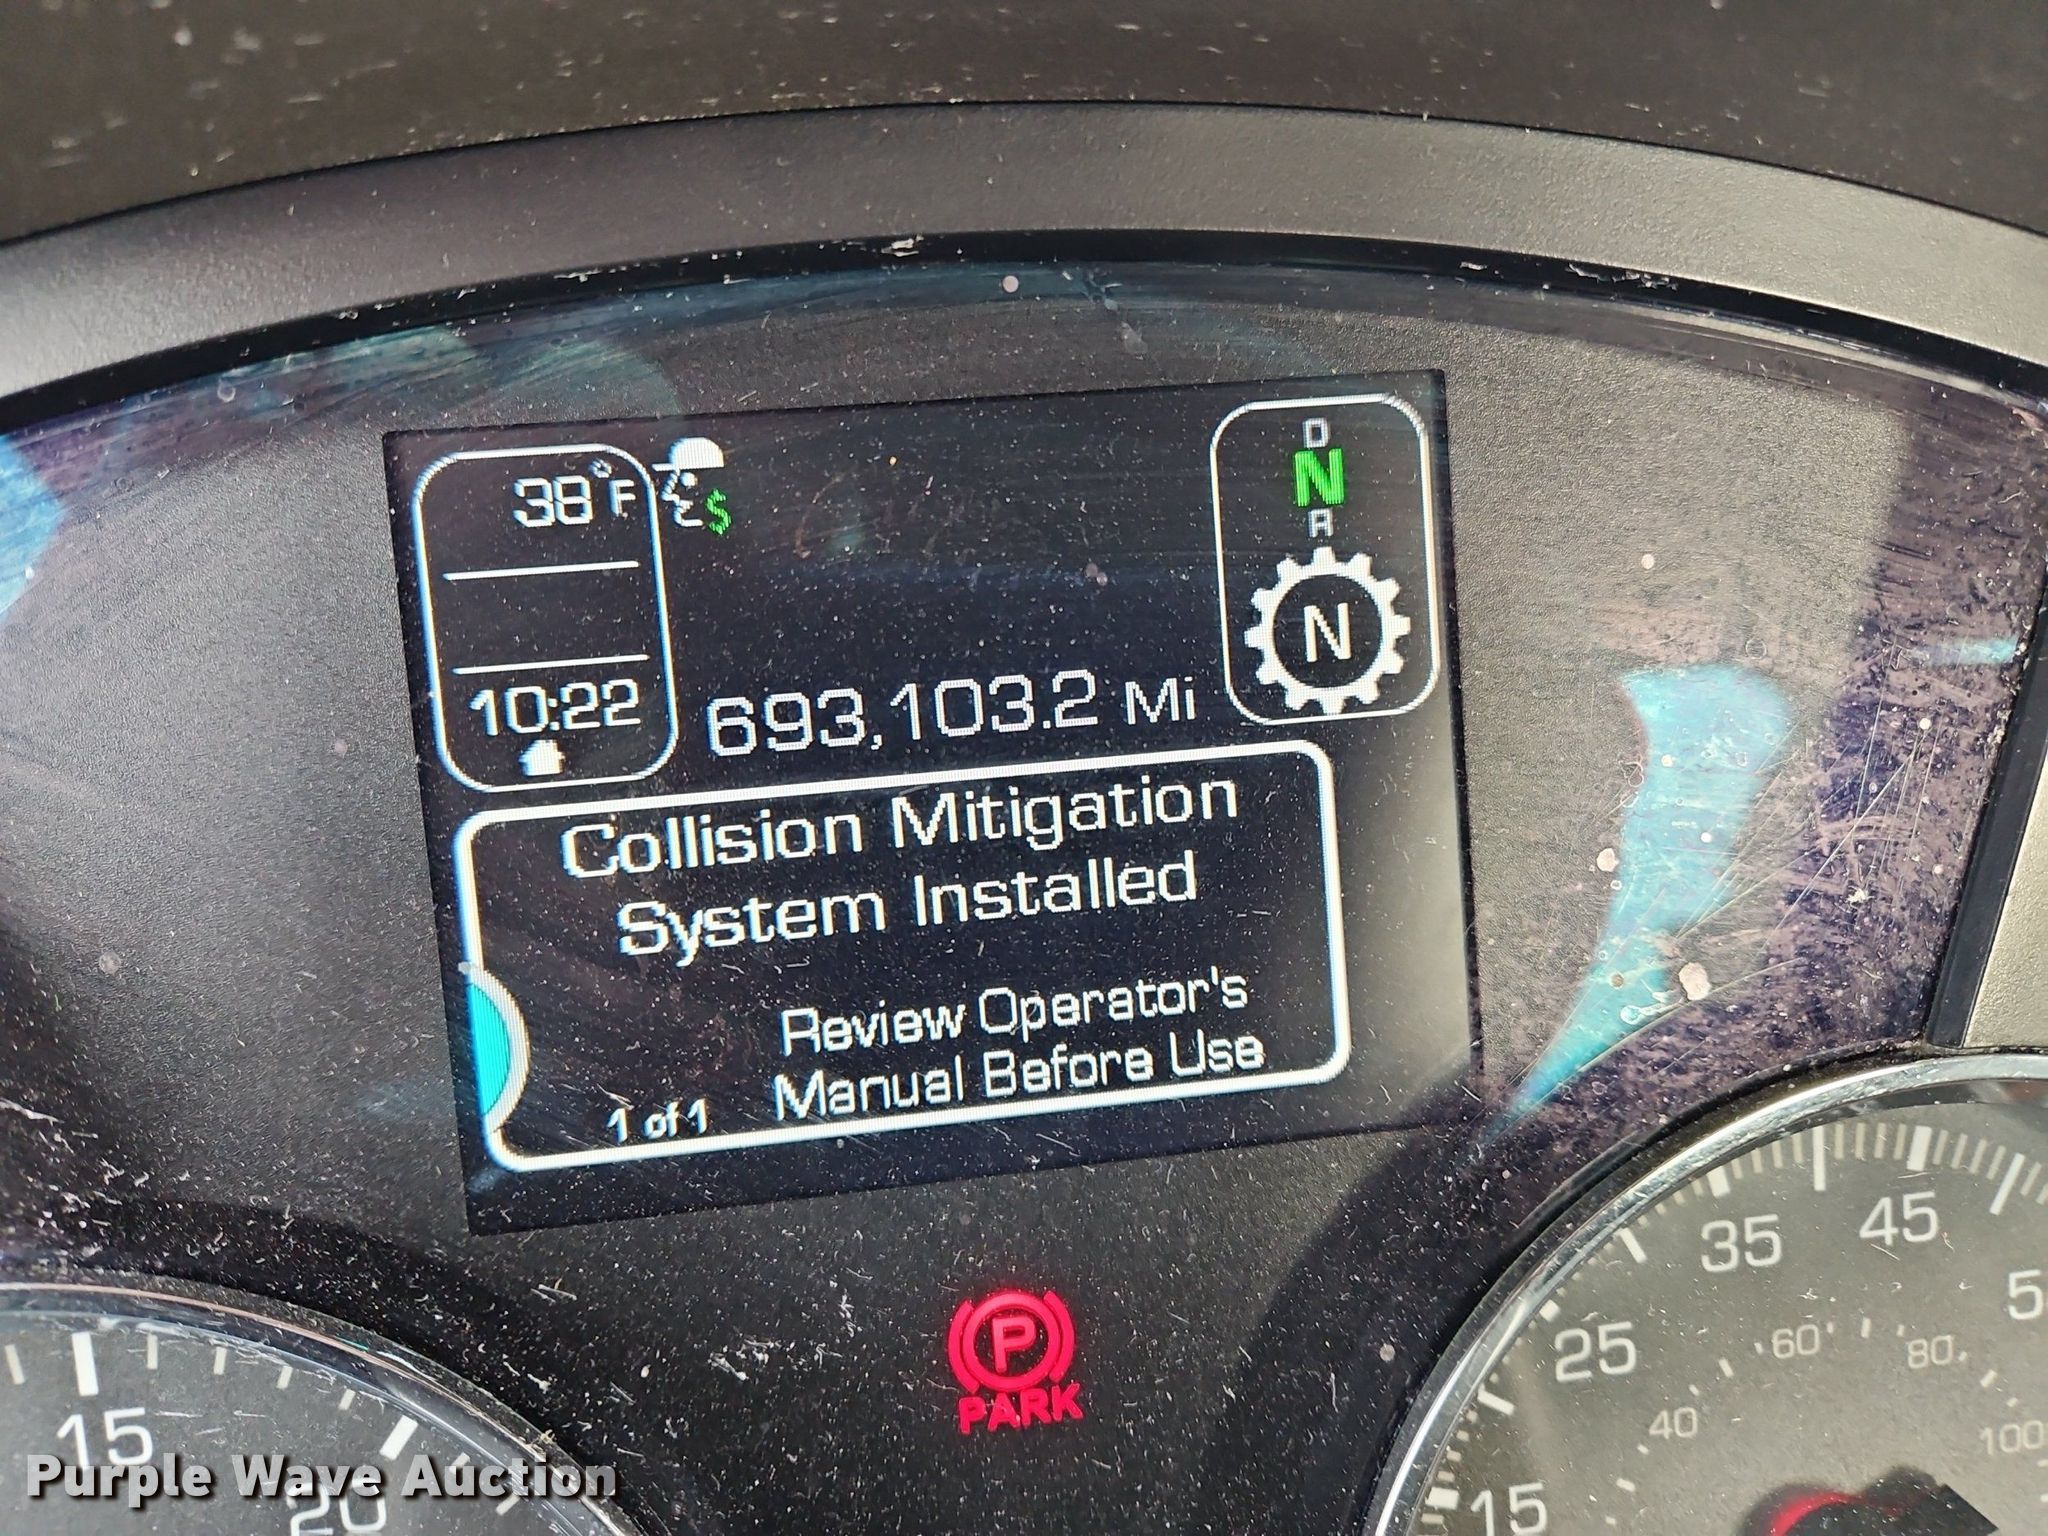 38°F
$
D
N
R
N
10:22
693,103.2 Mi
Collision Mitigation
System Installed
Review Operator's
Manual Before Use
1 of 1
P
PARK
15
20
15
25
35
45
40
60
80
100
Purple Wave Auction